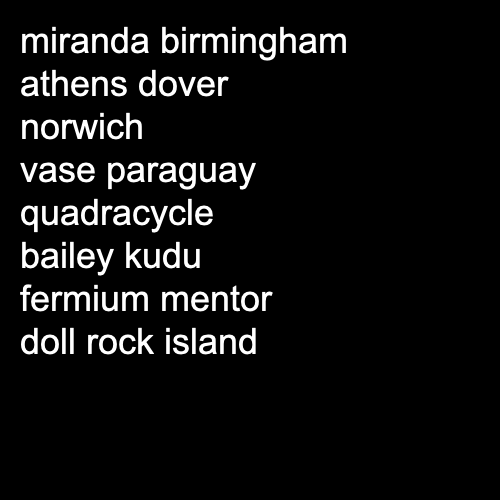 miranda birmingham
athens dover
norwich
vase paraguay
quadracycle
bailey kudu
fermium mentor
doll rock island